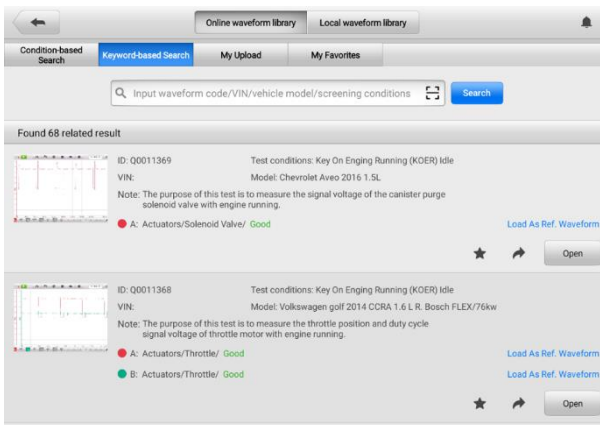 Online waveform library
Local waveform library
Condition-based
Search
Keyword-based Search
My Upload
My Favorites
Input waveform code/VIN/vehicle model/screening conditions
Search
Found 68 related result
ID: Q0011369
Test conditions: Key On Enging Running (KOER) Idle
VIN:
Model: Chevrolet Aveo 2016 1.5L
Note: The purpose of this test is to measure the signal voltage of the canister purge
solenoid valve with engine running.
A: Actuators/Solenoid Valve/ Good
Load As Ref. Waveform
Open
ID: Q0011368
Test conditions: Key On Enging Running (KOER) Idle
VIN:
Model: Volkswagen golf 2014 CCRA 1.6 L R. Bosch FLEX/76kw
Note: The purpose of this test is to measure the throttle position and duty cycle
signal voltage of throttle motor with engine running.
A: Actuators/Throttle/ Good
Load As Ref. Waveform
B: Actuators/Throttle/ Good
Load As Ref. Waveform
Open